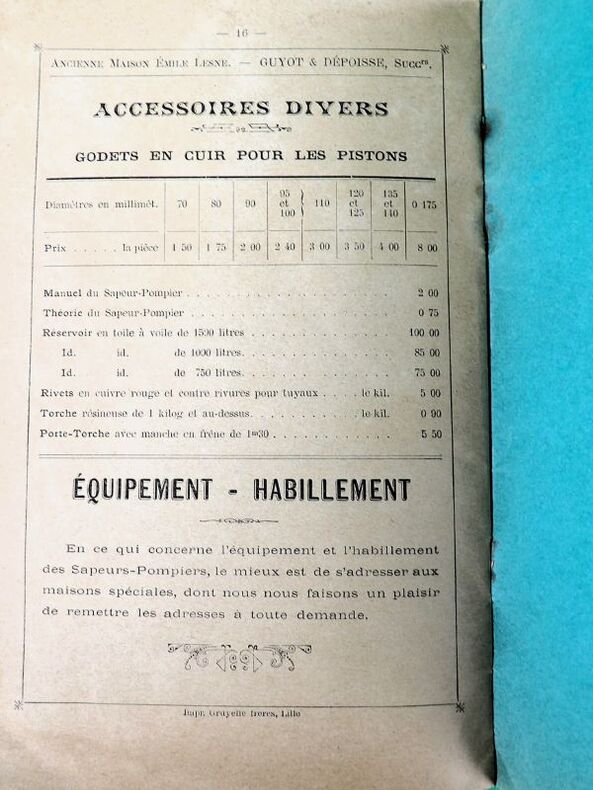 — 16 —
ANCIENNE MAISON ÉMILE LESNE. — GUYOT & DÉPOISSE, SUCCrs.
ACCESSOIRES DIVERS
GODETS EN CUIR POUR LES PISTONS
Diamètres en millimèt. 70 80 90 95 et 100 110 120 et 125 135 et 140 0 175
Prix . . . . . la pièce 1 50 1 75 2 00 2 40 3 00 3 50 4 00 8 00
Manuel du Sapeur-Pompier . . . . . . . . . . . . . . . 2 00
Théorie du Sapeur-Pompier . . . . . . . . . . . . . . . 0 75
Réservoir en toile à voile de 1500 litres . . . . . . . . . . 100 00
Id. id. de 1000 litres. . . . . . . . . . . 85 00
Id. id. de 750 litres. . . . . . . . . . . 75 00
Rivets en cuivre rouge et contre rivures pour tuyaux . . . . le kil. 5 00
Torche résineuse de 1 kilog et au-dessus. . . . . . . . . le kil. 0 90
Porte-Torche avec manche en frêne de 1m30 . . . . . . . . . 5 50
ÉQUIPEMENT - HABILLEMENT
En ce qui concerne l'équipement et l'habillement
des Sapeurs-Pompiers, le mieux est de s'adresser aux
maisons spéciales, dont nous nous faisons un plaisir
de remettre les adresses à toute demande.
Impr. Gruyelle frères, Lille